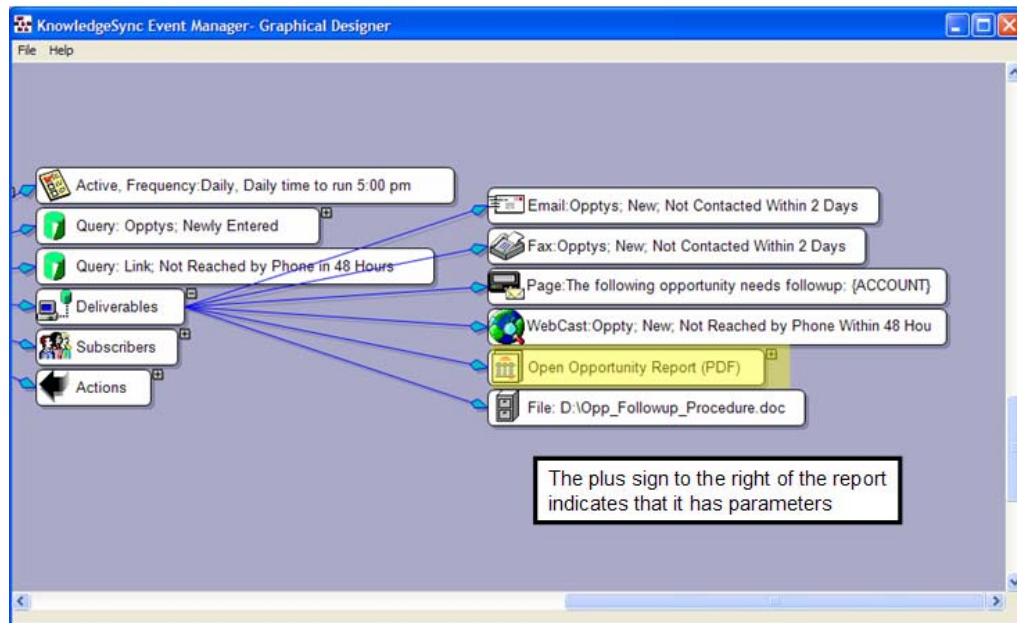 KnowledgeSync Event Manager- Graphical Designer
File Help
Active, Frequency:Daily, Daily time to run 5:00 pm
Query: Opptys; Newly Entered
Query: Link; Not Reached by Phone in 48 Hours
Deliverables
Subscribers
Actions
Email:Opptys; New; Not Contacted Within 2 Days
Fax:Opptys; New; Not Contacted Within 2 Days
Page:The following opportunity needs followup: {ACCOUNT}
WebCast:Oppty; New; Not Reached by Phone Within 48 Hou
Open Opportunity Report (PDF)
File: D:\Opp_Followup_Procedure.doc
The plus sign to the right of the report
indicates that it has parameters